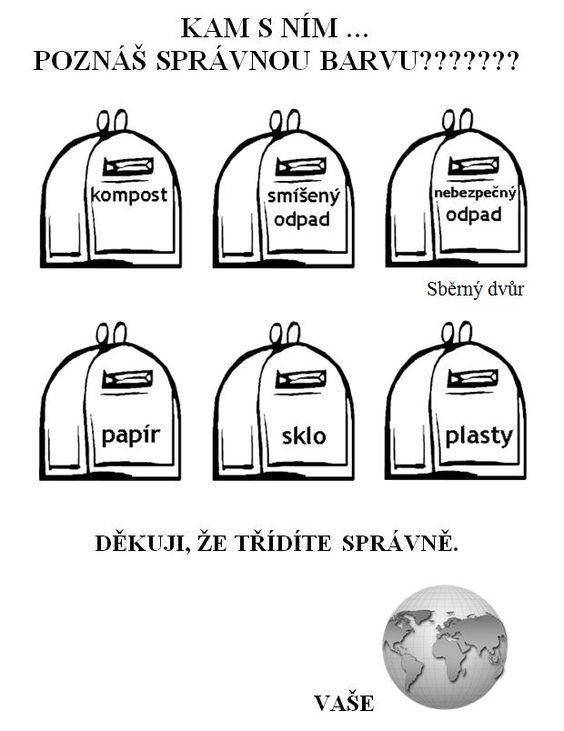 KAM S NÍM ...
POZNÁŠ SPRÁVNOU BARVU???????
kompost
smíšený
odpad
nebezpečný
odpad
Sběrný dvůr
papír
sklo
plasty
DĚKUJI, ŽE TŘÍDÍTE SPRÁVNĚ.
VAŠE